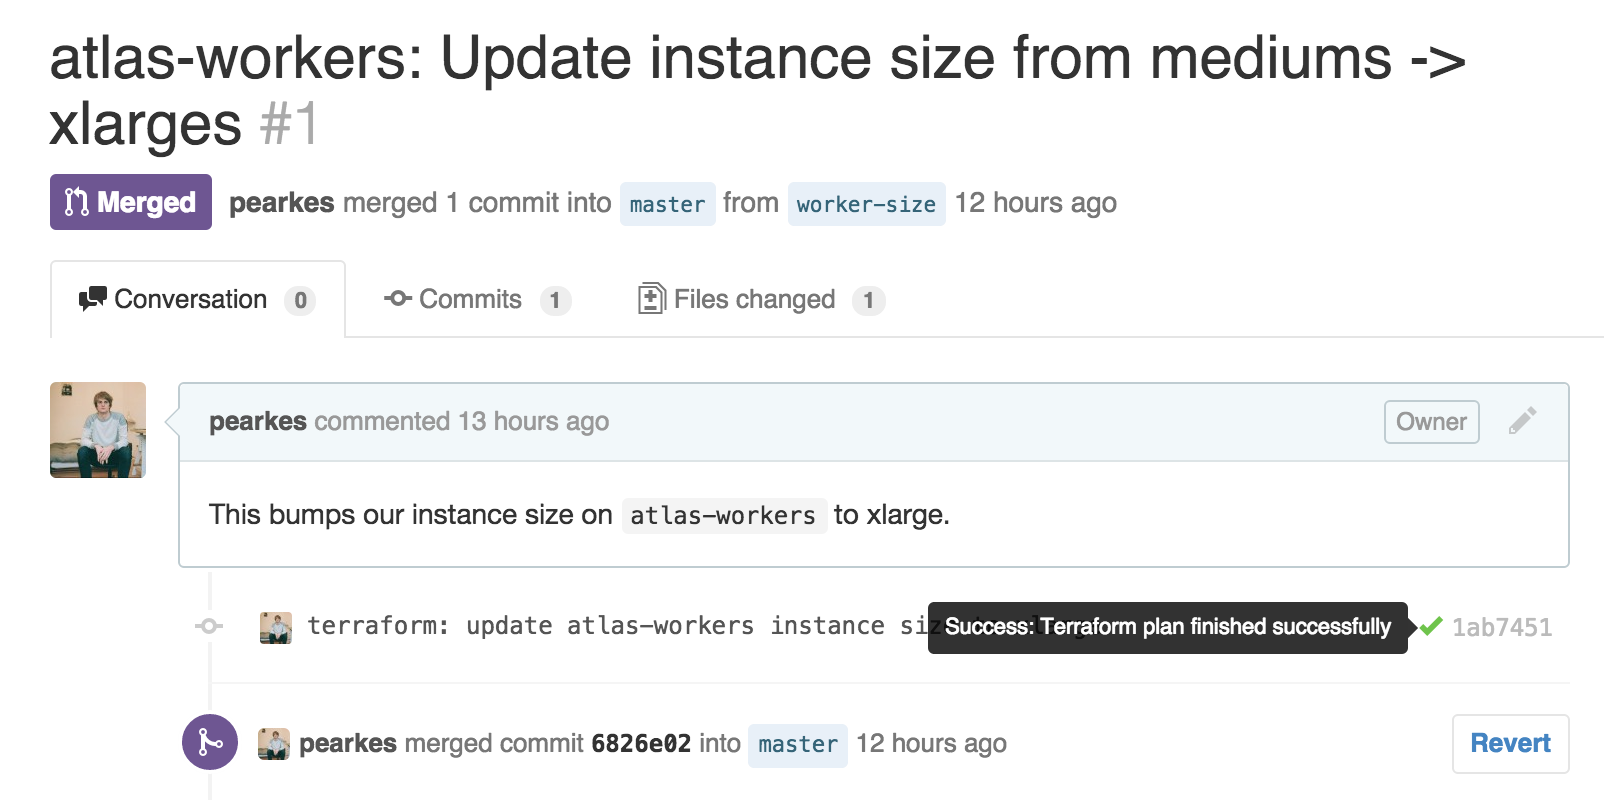 atlas-workers: Update instance size from mediums ->
xlarges #1
Merged pearkes merged 1 commit into master from worker-size 12 hours ago
Conversation 0 Commits 1 Files changed 1
pearkes commented 13 hours ago Owner
This bumps our instance size on atlas-workers to xlarge.
terraform: update atlas-workers instance Success: Terraform plan finished successfully 1ab7451
pearkes merged commit 6826e02 into master 12 hours ago Revert